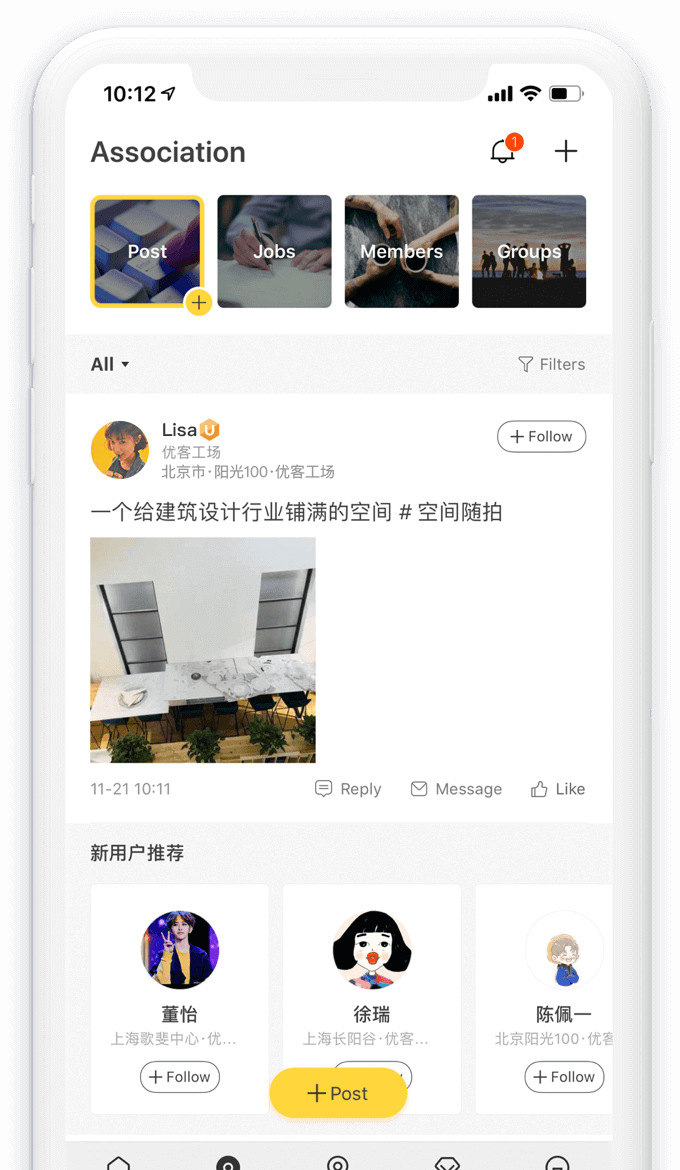 10:12
Association
1
Post
Jobs
Members
Groups
All
Filters
Lisa U
优客工场
北京市·阳光100·优客工场
+ Follow
一个给建筑设计行业铺满的空间 # 空间随拍
11-21 10:11
Reply
Message
Like
新用户推荐
董怡
上海歌斐中心·优...
+ Follow
徐瑞
上海长阳谷·优客...
陈佩一
北京阳光100·优客
+ Follow
+ Post